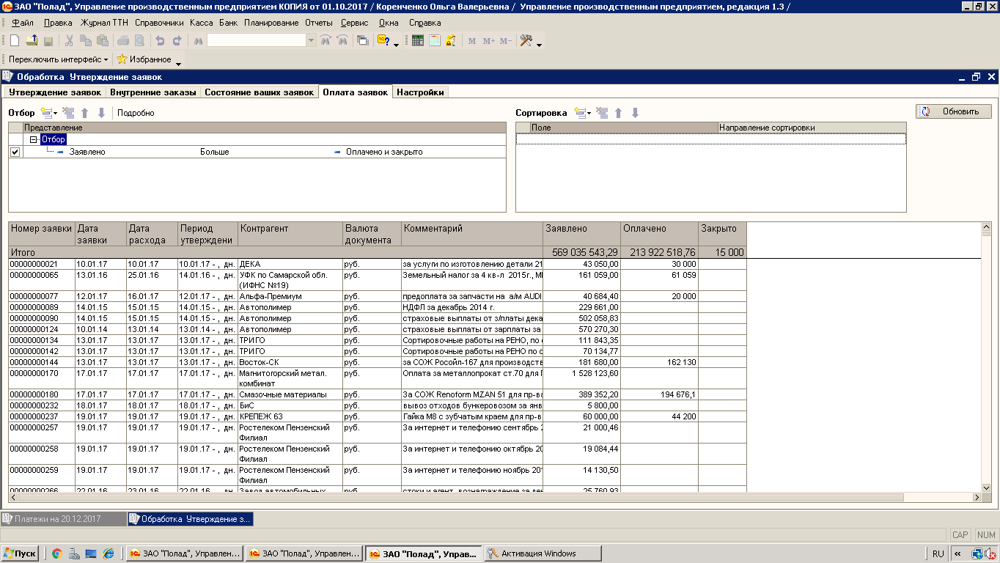 ЗАО "Полад", Управление производственным предприятием КОПИЯ от 01.10.2017 / Коренченко Ольга Валерьевна / Управление производственным предприятием, редакция 1.3 /
Файл Правка Журнал ТТН Справочники Касса Банк Планирование Отчеты Сервис Окна Справка
M M+ M-
Переключить интерфейс Избранное
Обработка Утверждение заявок
Утверждение заявок Внутренние заказы Состояние ваших заявок Оплата заявок Настройки
Отбор Подробно Сортировка Обновить
Представление Поле Направление сортировки
Отбор
Заявлено Больше Оплачено и закрыто
Номер заявки Дата заявки Дата расхода Период утверждени Контрагент Валюта документа Комментарий Заявлено Оплачено Закрыто
Итого 569 035 543,29 213 922 518,76 15 000
00000000021 10.01.17 10.01.17 10.01.17 - , дн. ДЕКА руб. за услуги по изготовлению детали 21 43 050,00 30 000
00000000065 13.01.16 25.01.16 14.01.16 - , дн. УФК по Самарской обл. (ИФНС №19) руб. Земельный налог за 4 кв-л 2015г., МІ 161 059,00 61 059
00000000077 12.01.17 16.01.17 12.01.17 - , дн. Альфа-Премиум руб. предоплата за запчасти на а/м AUDI 40 684,40 20 000
00000000089 14.01.15 15.01.15 14.01.15 - , дн. Автополимер руб. НДФЛ за декабрь 2014 г. 229 661,00
00000000090 14.01.15 15.01.15 14.01.15 - , дн. Автополимер руб. страховые выплаты от з/платы дека 502 058,83
00000000124 10.01.14 13.01.14 13.01.14 - , дн. Автополимер руб. страховые выплаты от зарплаты за 570 270,30
00000000134 13.01.17 13.01.17 13.01.17 - , дн. ТРИГО руб. Сортировочные работы на РЕНО, по 111 843,35
00000000142 13.01.17 13.01.17 13.01.17 - , дн. ТРИГО руб. Сортировочные работы на РЕНО по 70 134,77
00000000144 13.01.17 13.01.17 13.01.17 - , дн. Восток-СК руб. за СОЖ Росойл-167 для производств 181 680,00 162 130
00000000170 17.01.17 17.01.17 17.01.17 - , дн. Магнитогорский метал. комбинат руб. Оплата за металлопрокат ст.70 для 1 528 123,60
00000000180 17.01.17 17.01.17 17.01.17 - , дн. Смазочные материалы руб. За СОЖ Renoform MZAN 51 для пр-ва 389 352,20 194 676,1
00000000232 18.01.17 18.01.17 18.01.17 - , дн. БиС руб. вывоз отходов бункеровозом за янв 5 800,00
00000000237 19.01.17 19.01.17 19.01.17 - , дн. КРЕПЕЖ 63 руб. Гайка М8 с зубчатым краем для пр-в 60 000,00 44 200
00000000257 19.01.17 19.01.17 19.01.17 - , дн. Ростелеком Пензенский Филиал руб. За интернет и телефонию сентябрь 2 21 000,46
00000000258 19.01.17 19.01.17 19.01.17 - , дн. Ростелеком Пензенский Филиал руб. За интернет и телефонию октябрь 20 19 084,44
00000000259 19.01.17 19.01.17 19.01.17 - , дн. Ростелеком Пензенский Филиал руб. За интернет и телефонию ноябрь 201 14 130,50
00000000266 22.01.16 23.01.16 22.01.16 - , дн. Завод автомобильных руб. стоки и агент. вознаграждение за 25 760,93
Платежи на 20.12.2017 Обработка Утверждение з...
CAP NUM
Пуск ЗАО "Полад", Управлен... ЗАО "Полад", Управлен... ЗАО "Полад", Управ... Активация Windows RU «